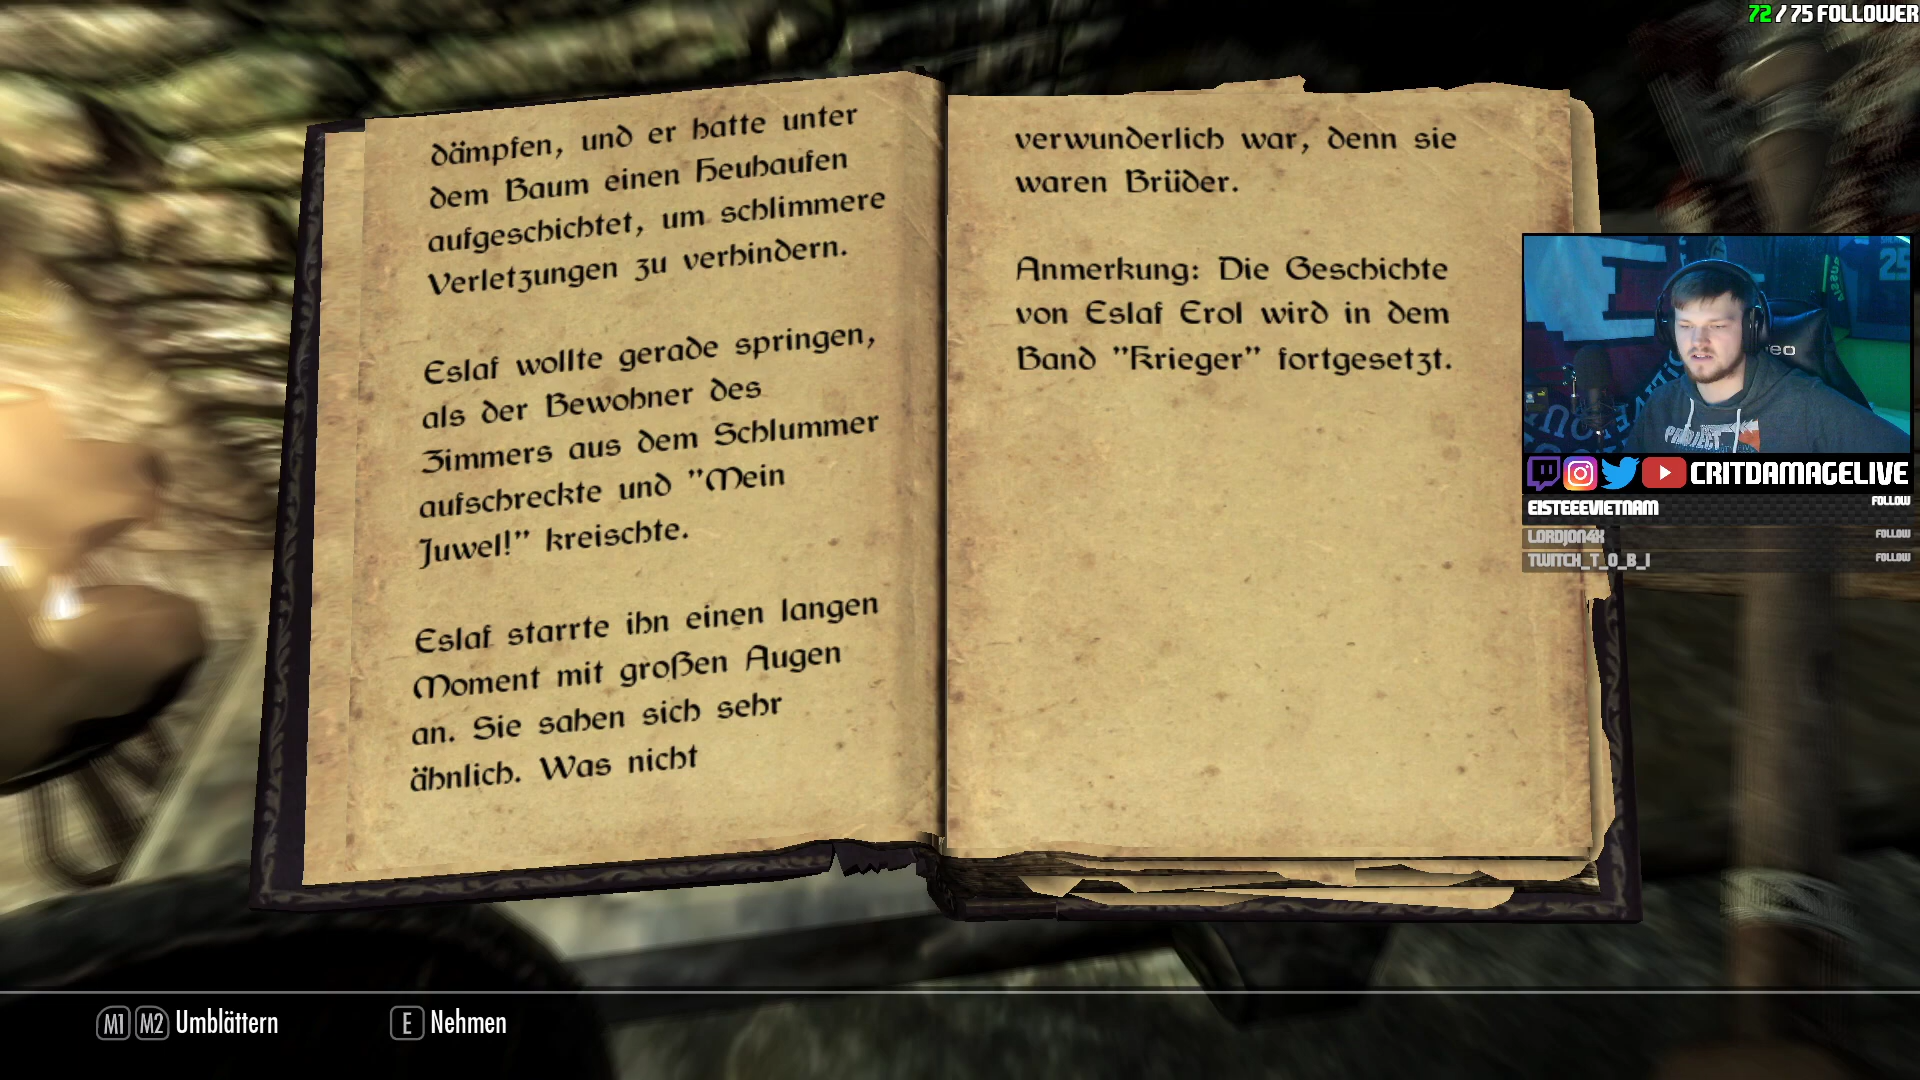 72 / 75 FOLLOWER
dämpfen, und er hatte unter
dem Baum einen Heuhaufen
aufgeschichtet, um schlimmere
Verletzungen zu verhindern.
Eslaf wollte gerade springen,
als der Bewohner des
Zimmers aus dem Schlummer
aufschreckte und "Mein
Juwel!" kreischte.
Eslaf starrte ihn einen langen
Moment mit großen Augen
an. Sie sahen sich sehr
ähnlich. Was nicht
verwunderlich war, denn sie
waren Brüder.
Anmerkung: Die Geschichte
von Eslaf Erol wird in dem
Band "Krieger" fortgesetzt.
25
PROJECT
CRITDAMAGELIVE
EISTEEEVIETNAM FOLLOW
LORDJON4X FOLLOW
TWITCH_T_O_B_I FOLLOW
M1 M2 Umblättern E Nehmen